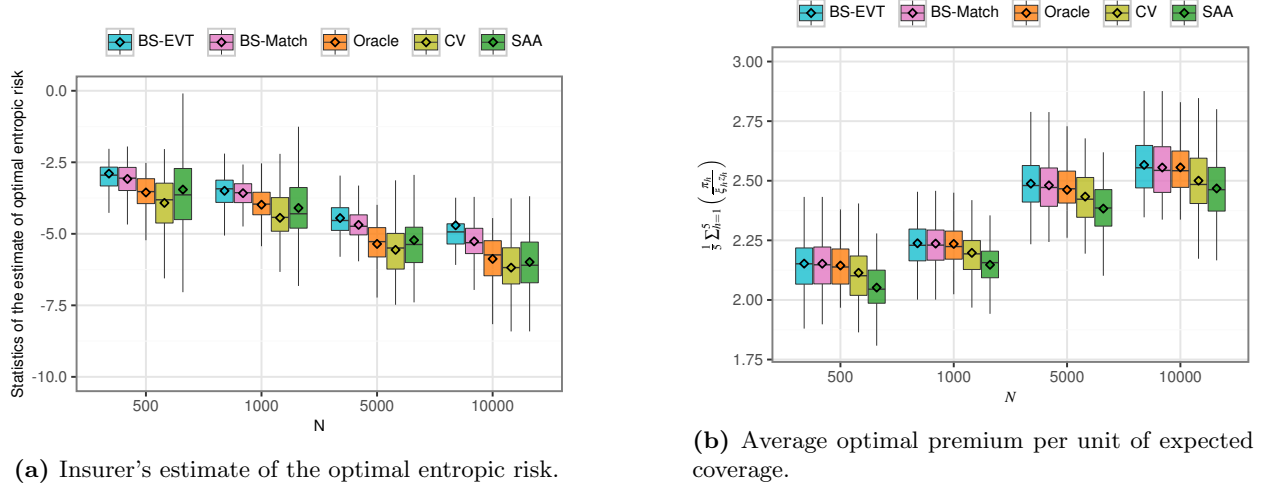 BS-EVT BS-Match Oracle CV SAA
Statistics of the estimate of optimal entropic risk
0.0
-2.5
-5.0
-7.5
-10.0
500 1000 5000 10000
N
(a) Insurer's estimate of the optimal entropic risk.
BS-EVT BS-Match Oracle CV SAA
3.00
2.75
2.50
2.25
2.00
1.75
500 1000 5000 10000
N
(b) Average optimal premium per unit of expected
coverage.